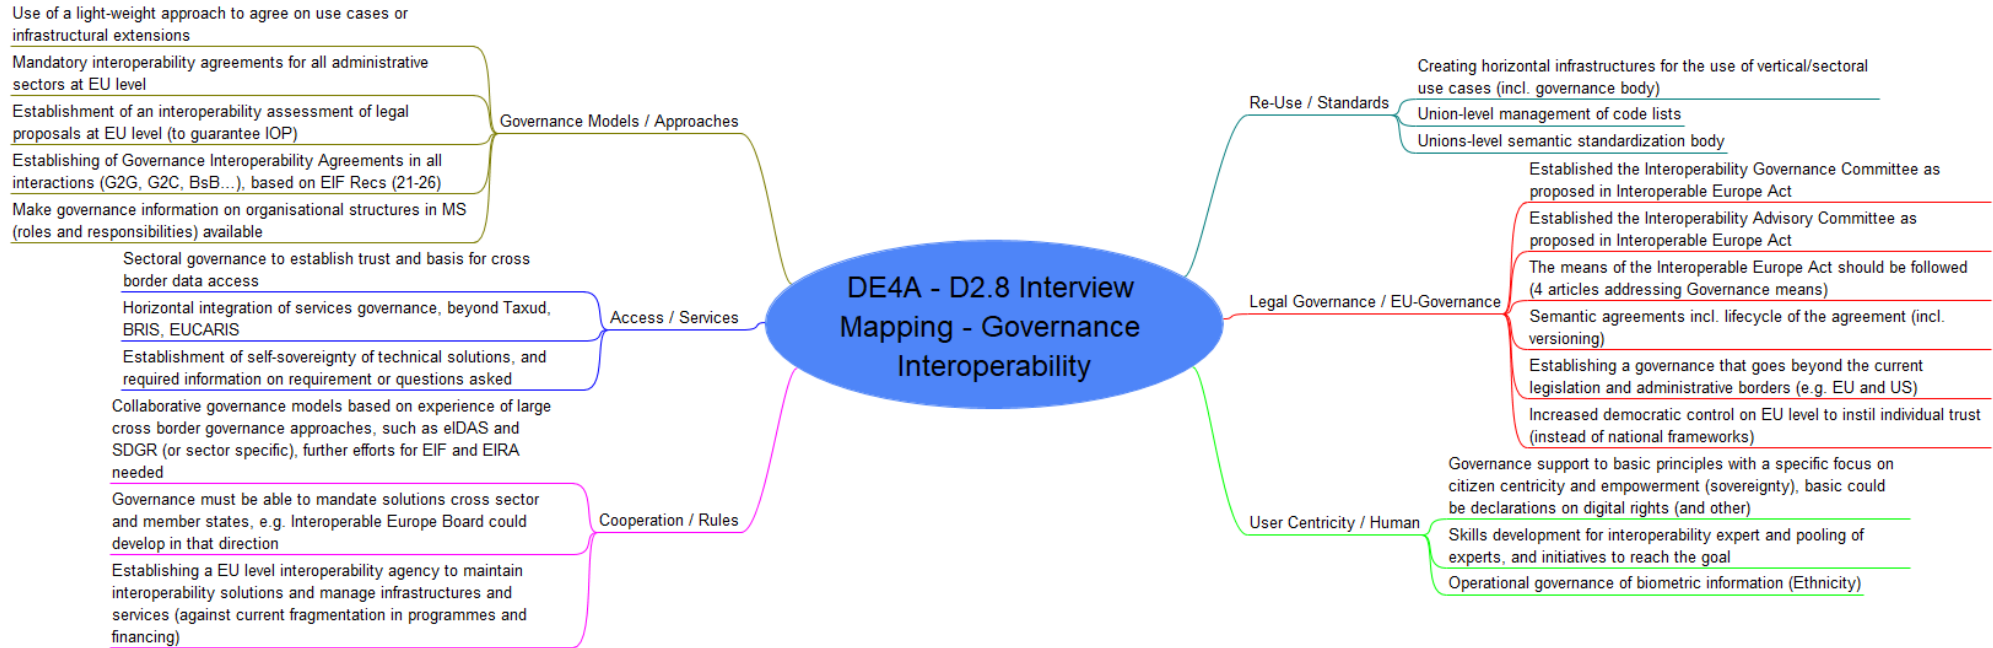 Use of a light-weight approach to agree on use cases or
infrastructural extensions
Mandatory interoperability agreements for all administrative
sectors at EU level
Establishment of an interoperability assessment of legal
proposals at EU level (to guarantee IOP)
Establishing of Governance Interoperability Agreements in all
interactions (G2G, G2C, BsB...), based on EIF Recs (21-26)
Make governance information on organisational structures in MS
(roles and responsibilities) available
Governance Models / Approaches
Sectoral governance to establish trust and basis for cross
border data access
Horizontal integration of services governance, beyond Taxud,
BRIS, EUCARIS
Establishment of self-sovereignty of technical solutions, and
required information on requirement or questions asked
Access / Services
Collaborative governance models based on experience of large
cross border governance approaches, such as eIDAS and
SDGR (or sector specific), further efforts for EIF and EIRA
needed
Governance must be able to mandate solutions cross sector
and member states, e.g. Interoperable Europe Board could
develop in that direction
Establishing a EU level interoperability agency to maintain
interoperability solutions and manage infrastructures and
services (against current fragmentation in programmes and
financing)
Cooperation / Rules
DE4A - D2.8 Interview
Mapping - Governance
Interoperability
Re-Use / Standards
Creating horizontal infrastructures for the use of vertical/sectoral
use cases (incl. governance body)
Union-level management of code lists
Unions-level semantic standardization body
Legal Governance / EU-Governance
Established the Interoperability Governance Committee as
proposed in Interoperable Europe Act
Established the Interoperability Advisory Committee as
proposed in Interoperable Europe Act
The means of the Interoperable Europe Act should be followed
(4 articles addressing Governance means)
Semantic agreements incl. lifecycle of the agreement (incl.
versioning)
Establishing a governance that goes beyond the current
legislation and administrative borders (e.g. EU and US)
Increased democratic control on EU level to instil individual trust
(instead of national frameworks)
User Centricity / Human
Governance support to basic principles with a specific focus on
citizen centricity and empowerment (sovereignty), basic could
be declarations on digital rights (and other)
Skills development for interoperability expert and pooling of
experts, and initiatives to reach the goal
Operational governance of biometric information (Ethnicity)